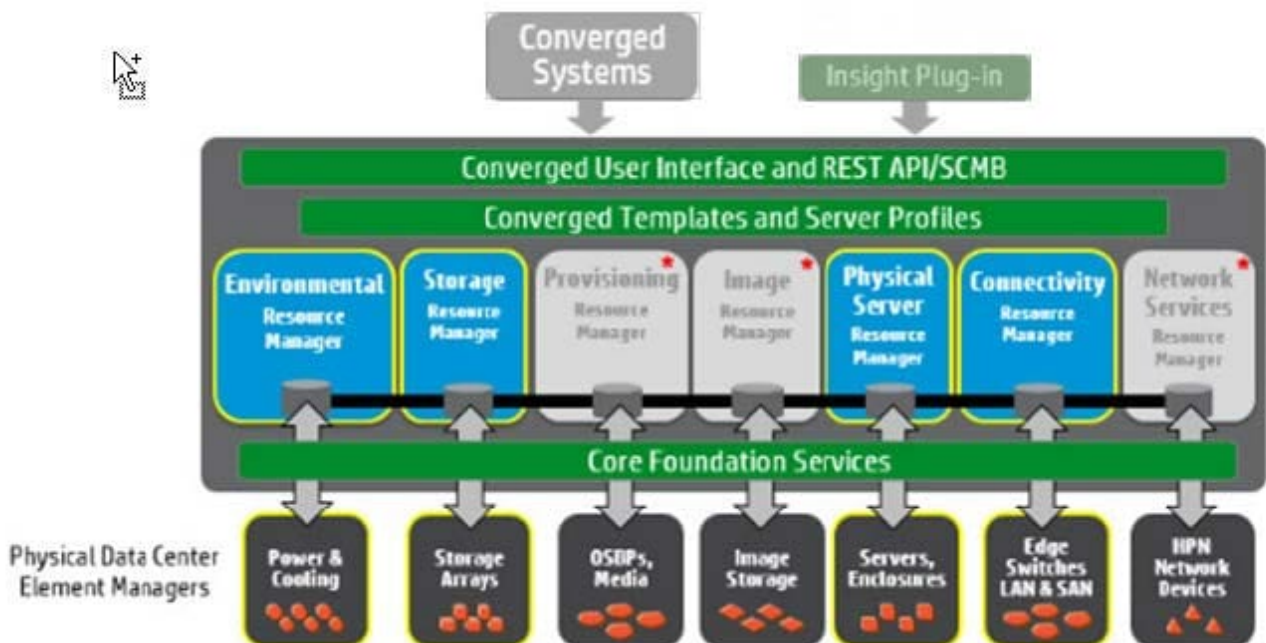 Converged
Systems
Insight Plug-in
Converged User Interface and REST API/SCMB
Converged Templates and Server Profiles
Environmental
Resource
Manager
Storage
Resource
Manager
Provisioning
Resource
Manager
Image
Resource
Manager
Physical
Server
Resource
Manager
Connectivity
Resource
Manager
Network
Services
Resource
Manager
Core Foundation Services
Physical Data Center
Element Managers
Power &
Cooling
Storage
Arrays
OSBPs,
Media
Image
Storage
Servers,
Enclosures
Edge
Switches
LAN & SAN
HPN
Network
Devices